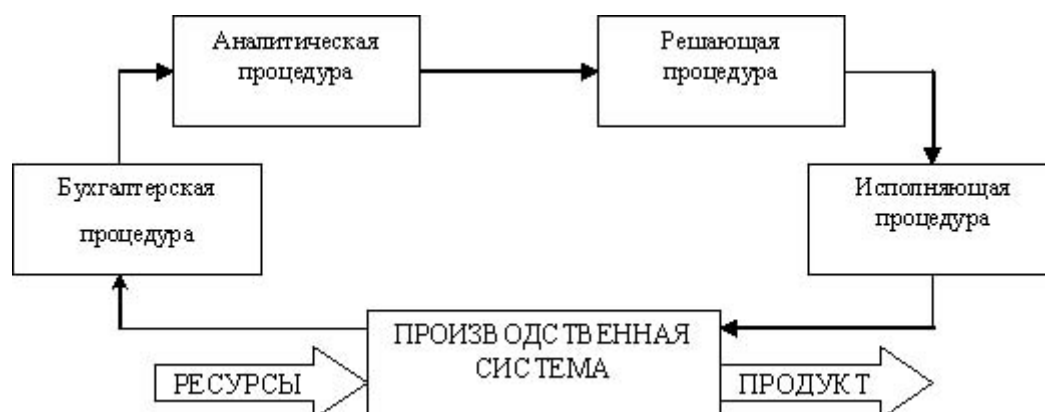 Аналитическая
процедура
Решающая
процедура
Бухгалтерская
процедура
Исполняющая
процедура
ПРОИЗВОДСТВЕННАЯ
СИСТЕМА
РЕСУРСЫ
ПРОДУКТ